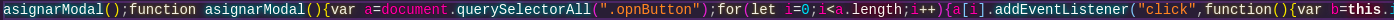 asignarModal();function asignarModal(){var a=document.querySelectorAll(".opnButton");for(let i=0;i<a.length;i++){a[i].addEventListener("click",function(){var b=this.